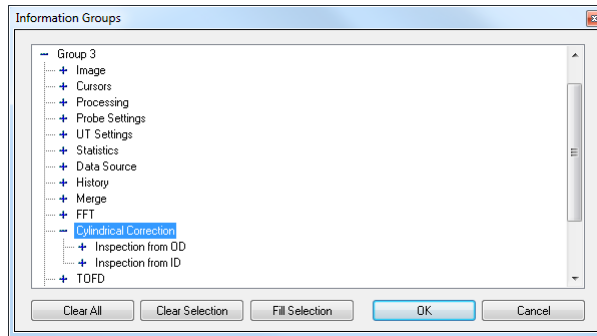 Information Groups
Group 3
Image
Cursors
Processing
Probe Settings
UT Settings
Statistics
Data Source
History
Merge
FFT
Cylindrical Correction
Inspection from OD
Inspection from ID
TOFD
Clear All Clear Selection Fill Selection OK Cancel